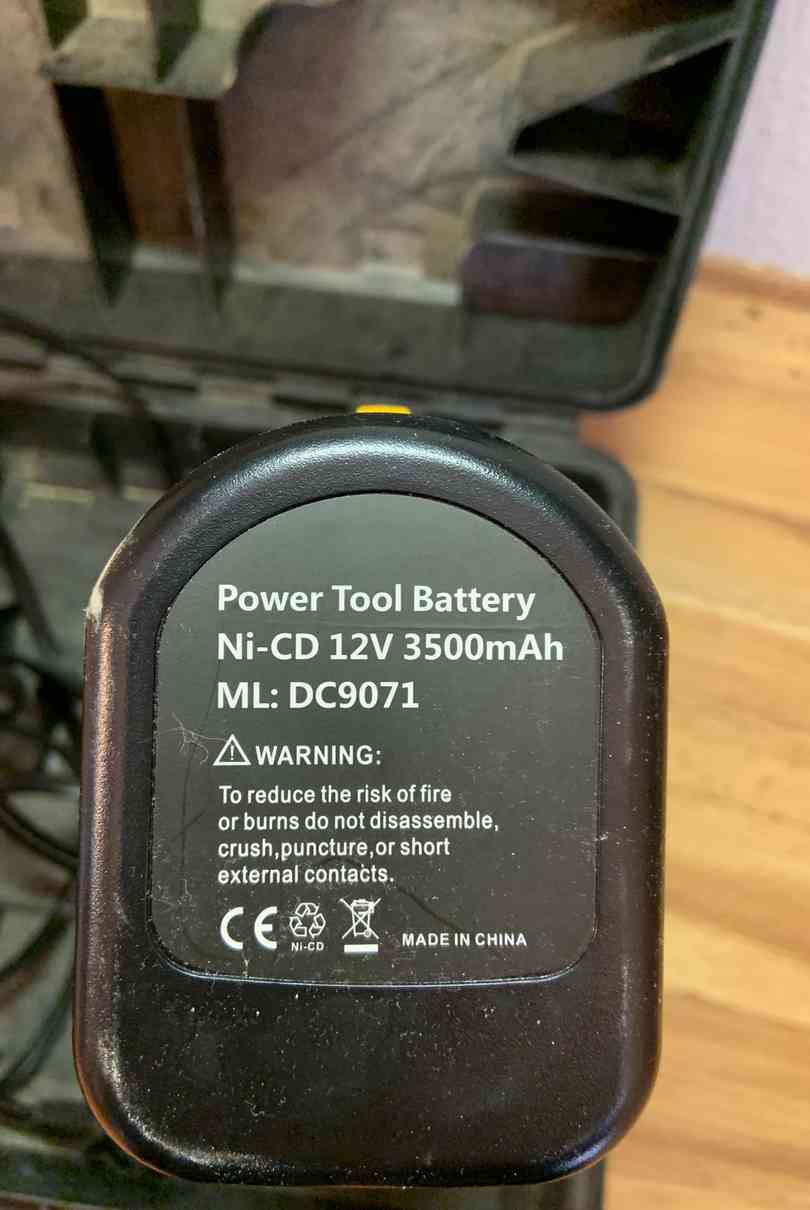 Power Tool Battery
Ni-CD 12V 3500mAh
ML: DC9071
WARNING:
To reduce the risk of fire
or burns do not disassemble,
crush,puncture,or short
external contacts.
CE Ni-CD MADE IN CHINA